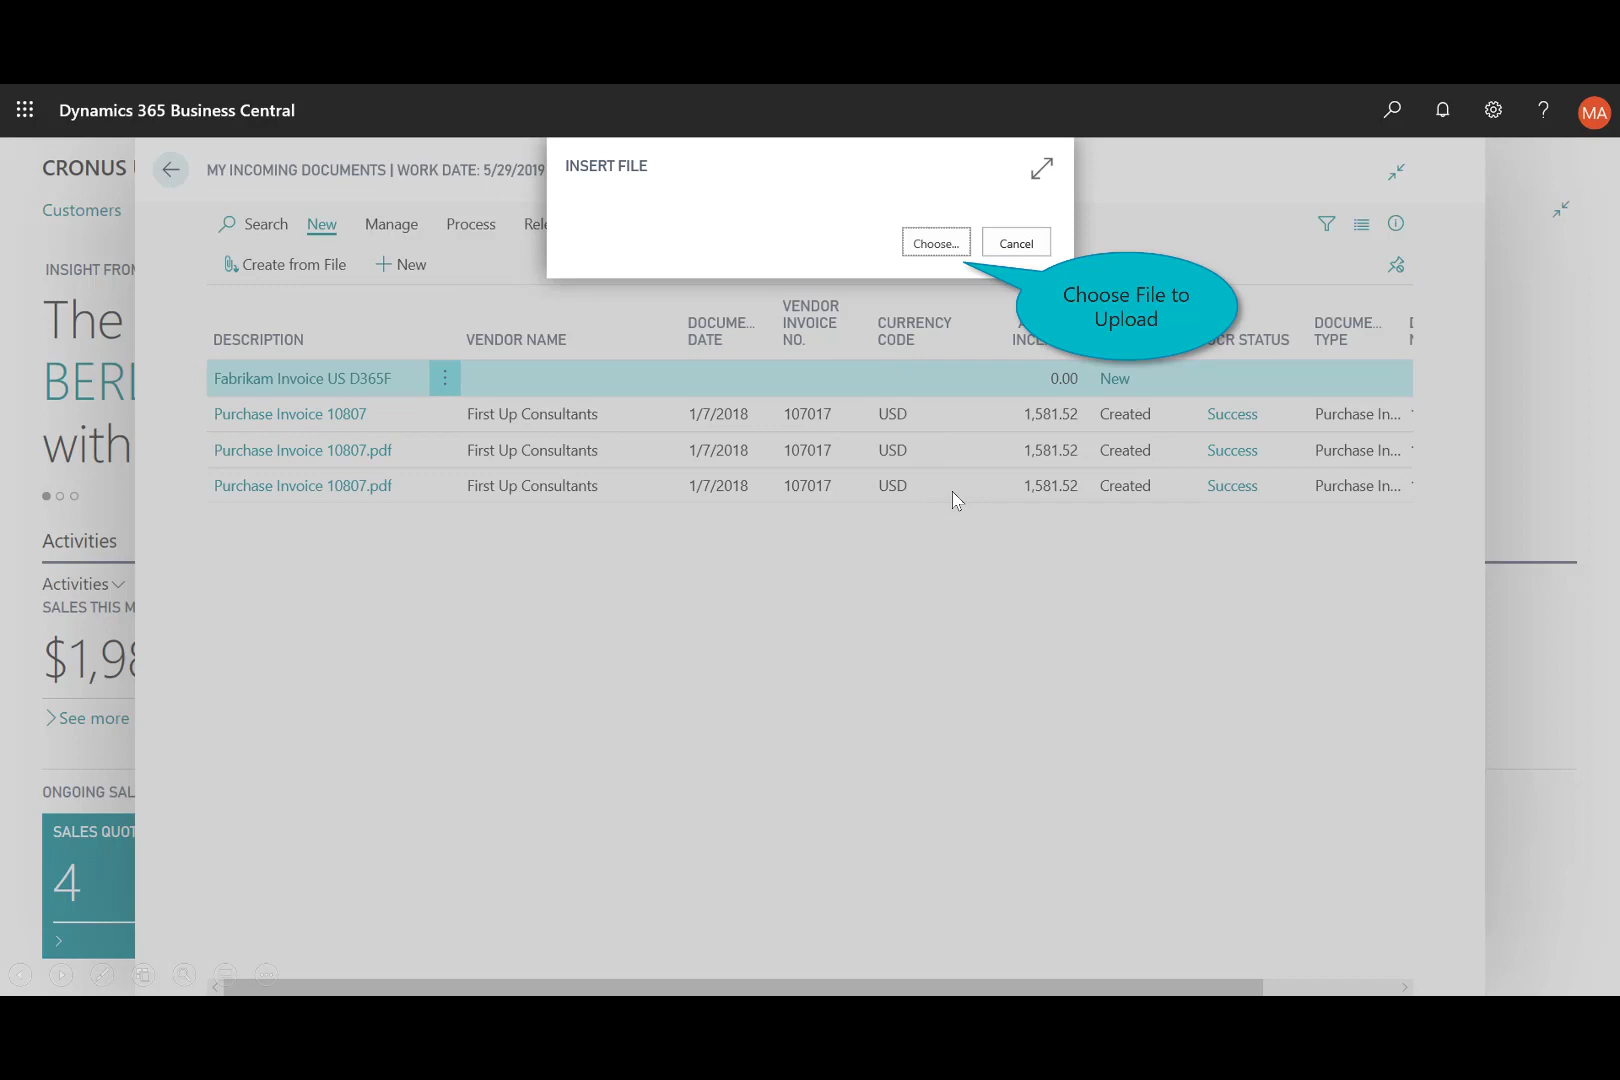 Dynamics 365 Business Central
MA
CRONUS
MY INCOMING DOCUMENTS | WORK DATE: 5/29/2019
INSERT FILE
Customers
Search New Manage Process
Choose... Cancel
Create from File + New
INSIGHT FROM
Choose File to
Upload
The
BERL
with
DESCRIPTION
VENDOR NAME
DOCUME...
DATE
VENDOR
INVOICE
NO.
CURRENCY
CODE
STATUS
DOCUME...
TYPE
Fabrikam Invoice US D365F 0.00 New
Purchase Invoice 10807 First Up Consultants 1/7/2018 107017 USD 1,581.52 Created Success Purchase In...
Purchase Invoice 10807.pdf First Up Consultants 1/7/2018 107017 USD 1,581.52 Created Success Purchase In...
Purchase Invoice 10807.pdf First Up Consultants 1/7/2018 107017 USD 1,581.52 Created Success Purchase In...
Activities
Activities
SALES THIS M
$1,98
See more
ONGOING SAL
SALES QUOT
4